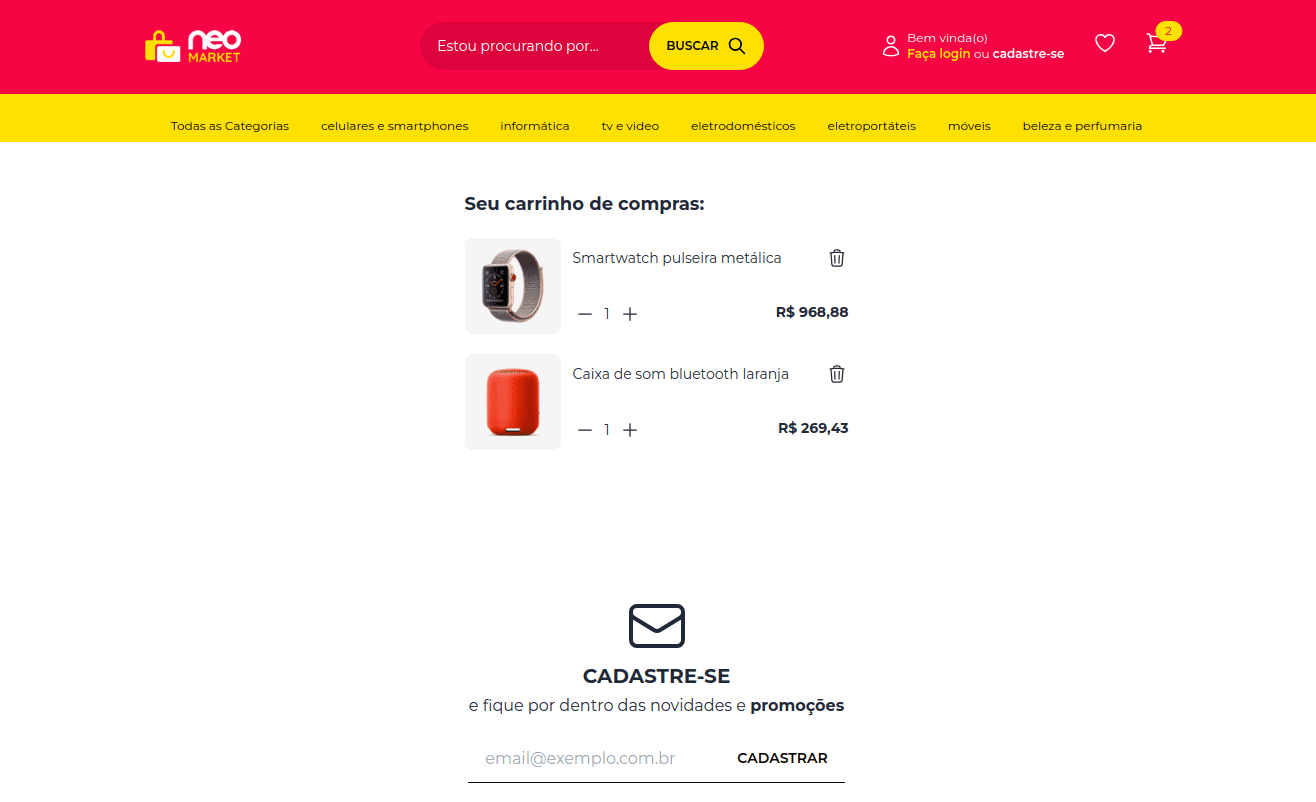 neo
MARKET
Estou procurando por...
BUSCAR
Bem vinda(o)
Faça login ou cadastre-se
2
Todas as Categorias celulares e smartphones informática tv e video eletrodomésticos eletroportáteis móveis beleza e perfumaria
Seu carrinho de compras:
Smartwatch pulseira metálica
1
R$ 968,88
Caixa de som bluetooth laranja
1
R$ 269,43
CADASTRE-SE
e fique por dentro das novidades e promoções
email@exemplo.com.br
CADASTRAR